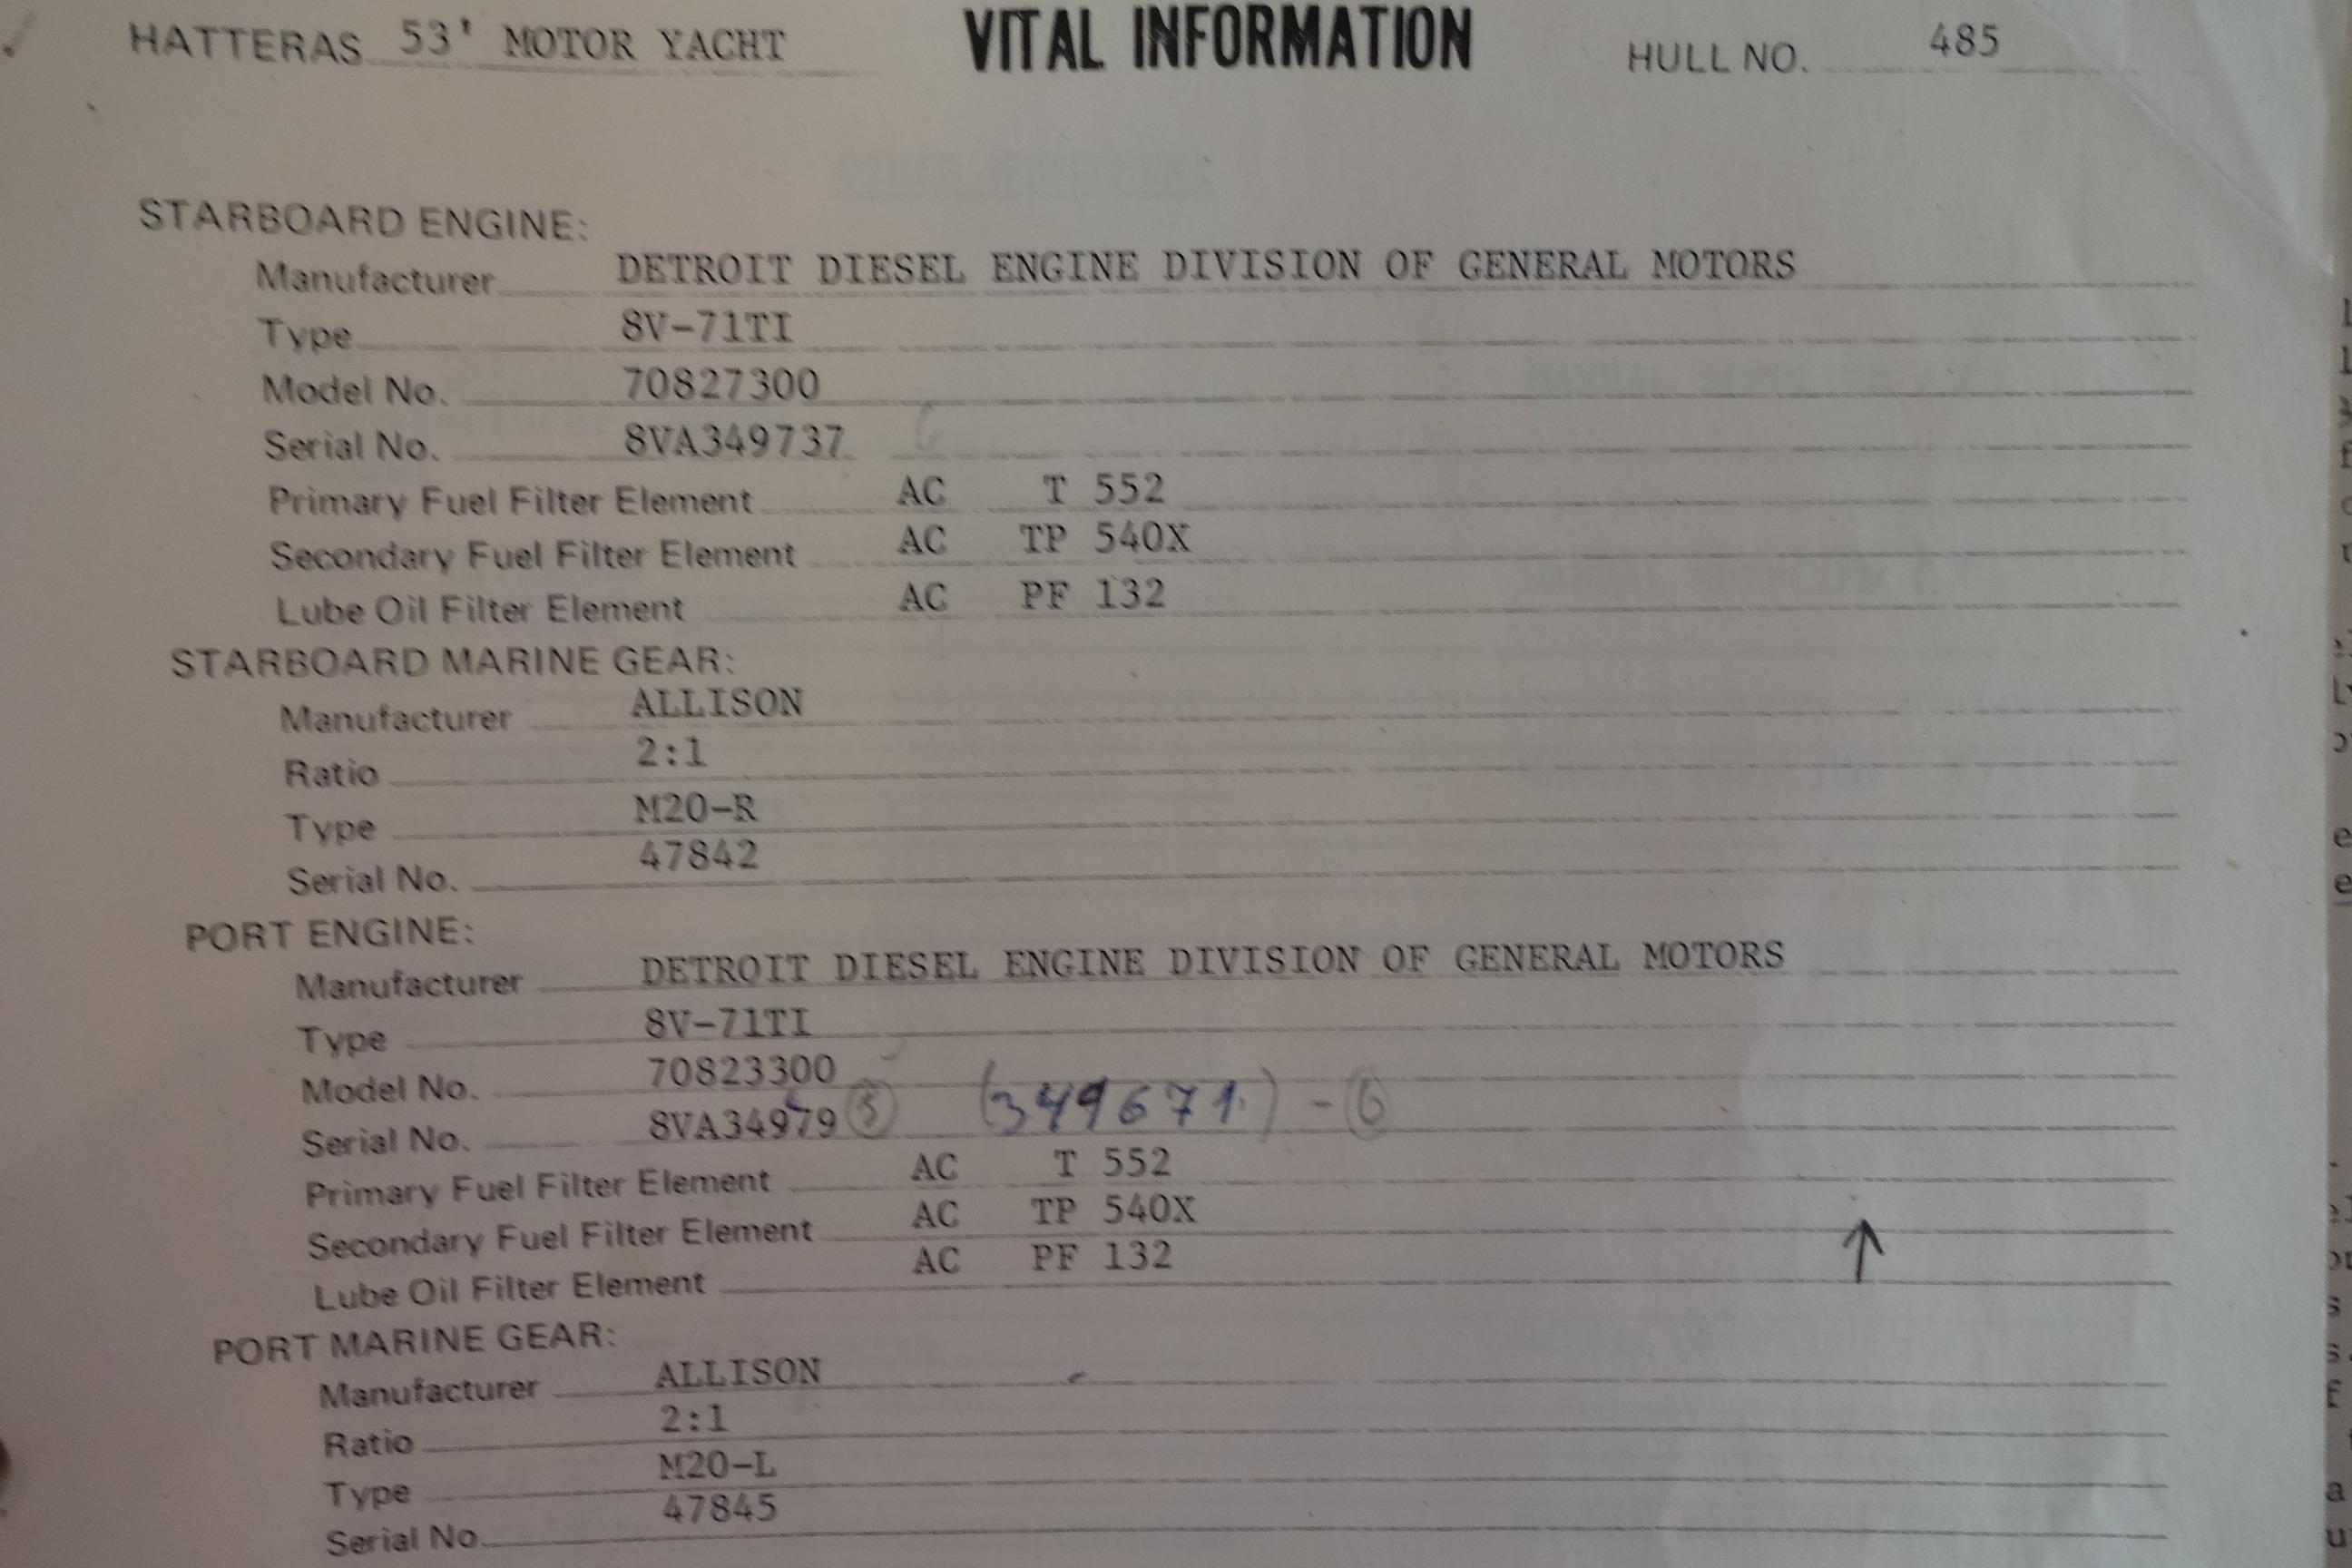 HATTERAS 53' MOTOR YACHT VITAL INFORMATION HULL NO. 485
STARBOARD ENGINE:
Manufacturer DETROIT DIESEL ENGINE DIVISION OF GENERAL MOTORS
Type 8V-71TI
Model No. 70827300
Serial No. 8VA349737
Primary Fuel Filter Element AC T 552
Secondary Fuel Filter Element AC TP 540X
Lube Oil Filter Element AC PF 132
STARBOARD MARINE GEAR:
Manufacturer ALLISON
Ratio 2:1
Type M20-R
Serial No. 47842
PORT ENGINE:
Manufacturer DETROIT DIESEL ENGINE DIVISION OF GENERAL MOTORS
Type 8V-71TI
Model No. 70823300
Serial No. 8VA34979 (349671) - 6
Primary Fuel Filter Element AC T 552
Secondary Fuel Filter Element AC TP 540X
Lube Oil Filter Element AC PF 132
PORT MARINE GEAR:
Manufacturer ALLISON
Ratio 2:1
Type M20-L
Serial No. 47845